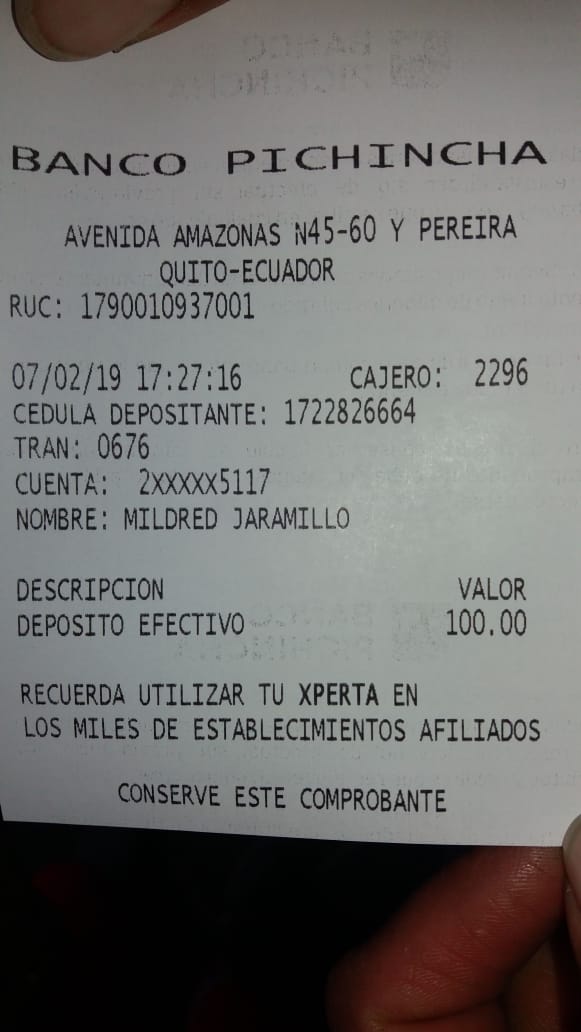 BANCO PICHINCHA
AVENIDA AMAZONAS N45-60 Y PEREIRA
QUITO-ECUADOR
RUC: 1790010937001
07/02/19 17:27:16 CAJERO: 2296
CEDULA DEPOSITANTE: 1722826664
TRAN: 0676
CUENTA: 2XXXXX5117
NOMBRE: MILDRED JARAMILLO
DESCRIPCION VALOR
DEPOSITO EFECTIVO 100.00
RECUERDA UTILIZAR TU XPERTA EN
LOS MILES DE ESTABLECIMIENTOS AFILIADOS
CONSERVE ESTE COMPROBANTE